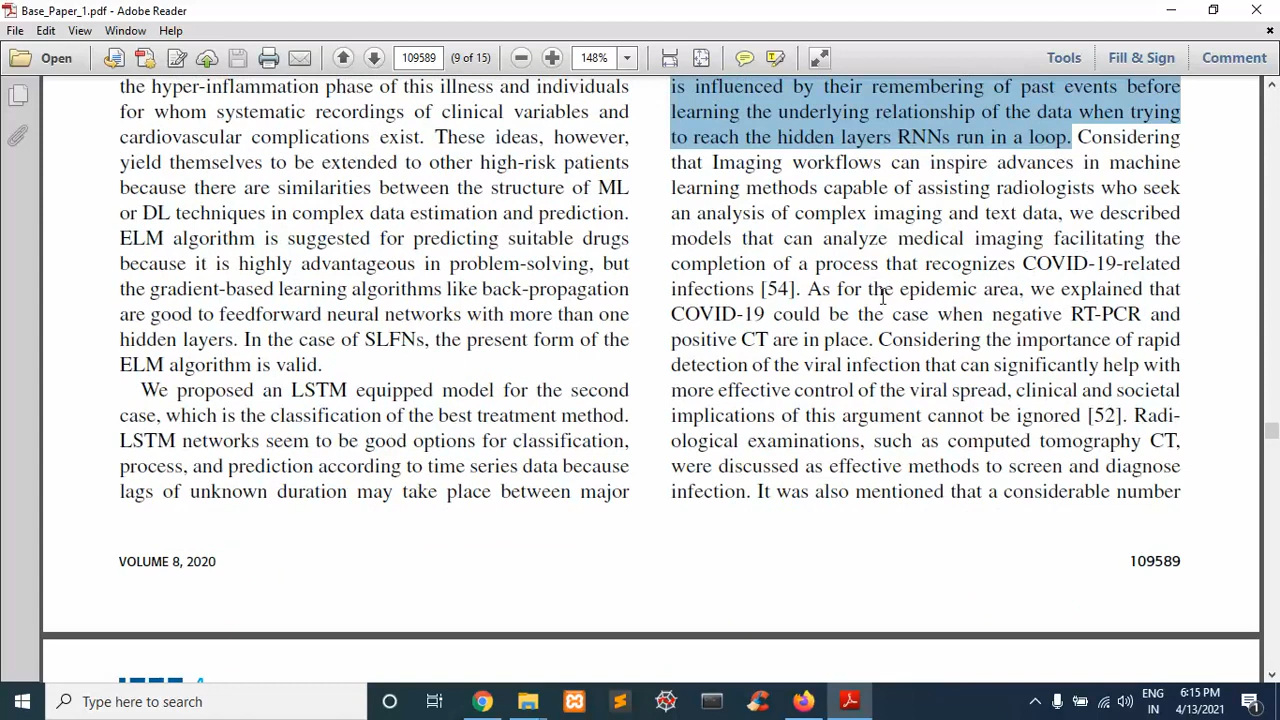 Base_Paper_1.pdf - Adobe Reader
File Edit View Window Help
Open 109589 (9 of 15) 148% Tools Fill & Sign Comment
the hyper-inflammation phase of this illness and individuals
for whom systematic recordings of clinical variables and
cardiovascular complications exist. These ideas, however,
yield themselves to be extended to other high-risk patients
because there are similarities between the structure of ML
or DL techniques in complex data estimation and prediction.
ELM algorithm is suggested for predicting suitable drugs
because it is highly advantageous in problem-solving, but
the gradient-based learning algorithms like back-propagation
are good to feedforward neural networks with more than one
hidden layers. In the case of SLFNs, the present form of the
ELM algorithm is valid.
We proposed an LSTM equipped model for the second
case, which is the classification of the best treatment method.
LSTM networks seem to be good options for classification,
process, and prediction according to time series data because
lags of unknown duration may take place between major
is influenced by their remembering of past events before
learning the underlying relationship of the data when trying
to reach the hidden layers RNNs run in a loop. Considering
that Imaging workflows can inspire advances in machine
learning methods capable of assisting radiologists who seek
an analysis of complex imaging and text data, we described
models that can analyze medical imaging facilitating the
completion of a process that recognizes COVID-19-related
infections [54]. As for the epidemic area, we explained that
COVID-19 could be the case when negative RT-PCR and
positive CT are in place. Considering the importance of rapid
detection of the viral infection that can significantly help with
more effective control of the viral spread, clinical and societal
implications of this argument cannot be ignored [52]. Radi-
ological examinations, such as computed tomography CT,
were discussed as effective methods to screen and diagnose
infection. It was also mentioned that a considerable number
VOLUME 8, 2020
109589
Type here to search
ENG 6:15 PM
IN 4/13/2021
1